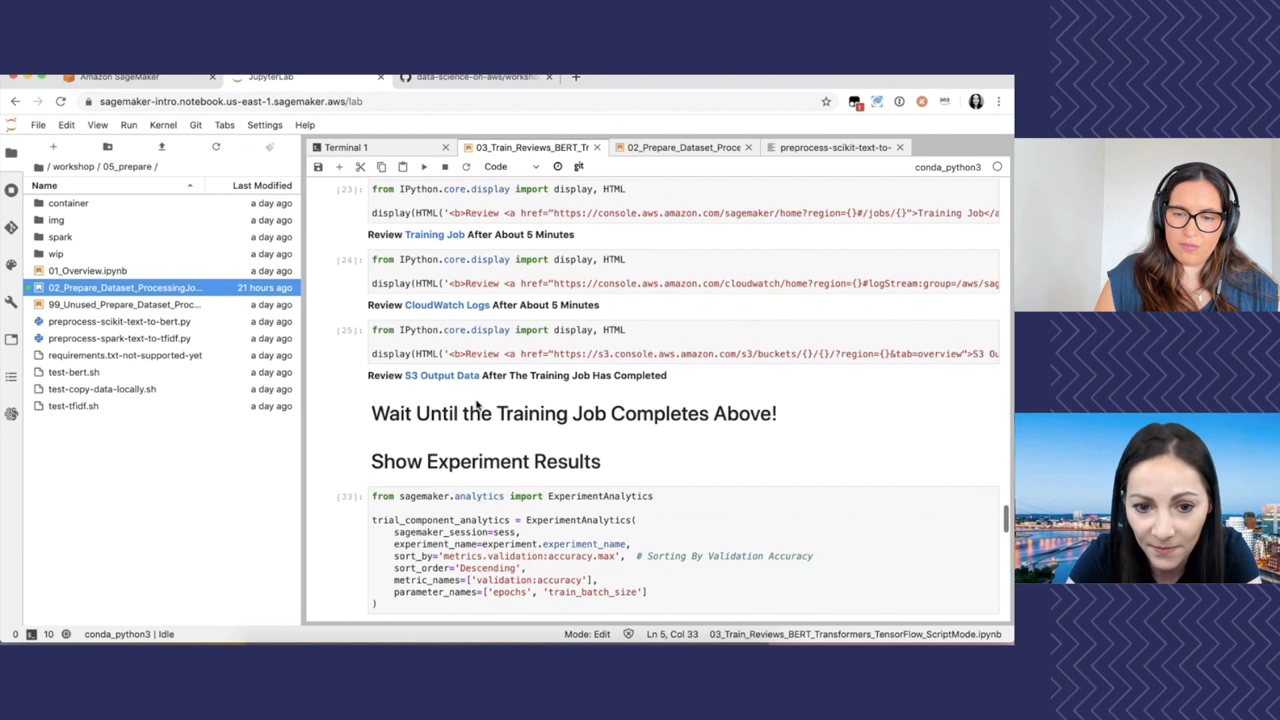 Amazon SageMaker
JupyterLab
data-science-on-aws/worksh
sagemaker-intro.notebook.us-east-1.sagemaker.aws/lab
File Edit View Run Kernel Git Tabs Settings Help
/ workshop / 05_prepare /
Name Last Modified
container a day ago
img a day ago
spark a day ago
wip a day ago
01_Overview.ipynb a day ago
02_Prepare_Dataset_ProcessingJo... 21 hours ago
99_Unused_Prepare_Dataset_Proc... a day ago
preprocess-scikit-text-to-bert.py a day ago
preprocess-spark-text-to-tfidf.py a day ago
requirements.txt-not-supported-yet a day ago
test-bert.sh a day ago
test-copy-data-locally.sh a day ago
test-tfidf.sh a day ago
Terminal 1
03_Train_Reviews_BERT_Tr
02_Prepare_Dataset_Proce
preprocess-scikit-text-to-
Code git conda_python3
[23]: from IPython.core.display import display, HTML
display(HTML('<b>Review <a href="https://console.aws.amazon.com/sagemaker/home?region={}#/jobs/{}">Training Job</a
Review Training Job After About 5 Minutes
[24]: from IPython.core.display import display, HTML
display(HTML('<b>Review <a href="https://console.aws.amazon.com/cloudwatch/home?region={}#logStream:group=/aws/sag
Review CloudWatch Logs After About 5 Minutes
[25]: from IPython.core.display import display, HTML
display(HTML('<b>Review <a href="https://s3.console.aws.amazon.com/s3/buckets/{}/{}/?region={}&tab=overview">S3 Ou
Review S3 Output Data After The Training Job Has Completed
Wait Until the Training Job Completes Above!
Show Experiment Results
[33]: from sagemaker.analytics import ExperimentAnalytics
trial_component_analytics = ExperimentAnalytics(
sagemaker_session=sess,
experiment_name=experiment.experiment_name,
sort_by='metrics.validation:accuracy.max', # Sorting By Validation Accuracy
sort_order='Descending',
metric_names=['validation:accuracy'],
parameter_names=['epochs', 'train_batch_size']
)
0 10 conda_python3 | Idle Mode: Edit Ln 5, Col 33 03_Train_Reviews_BERT_Transformers_TensorFlow_ScriptMode.ipynb